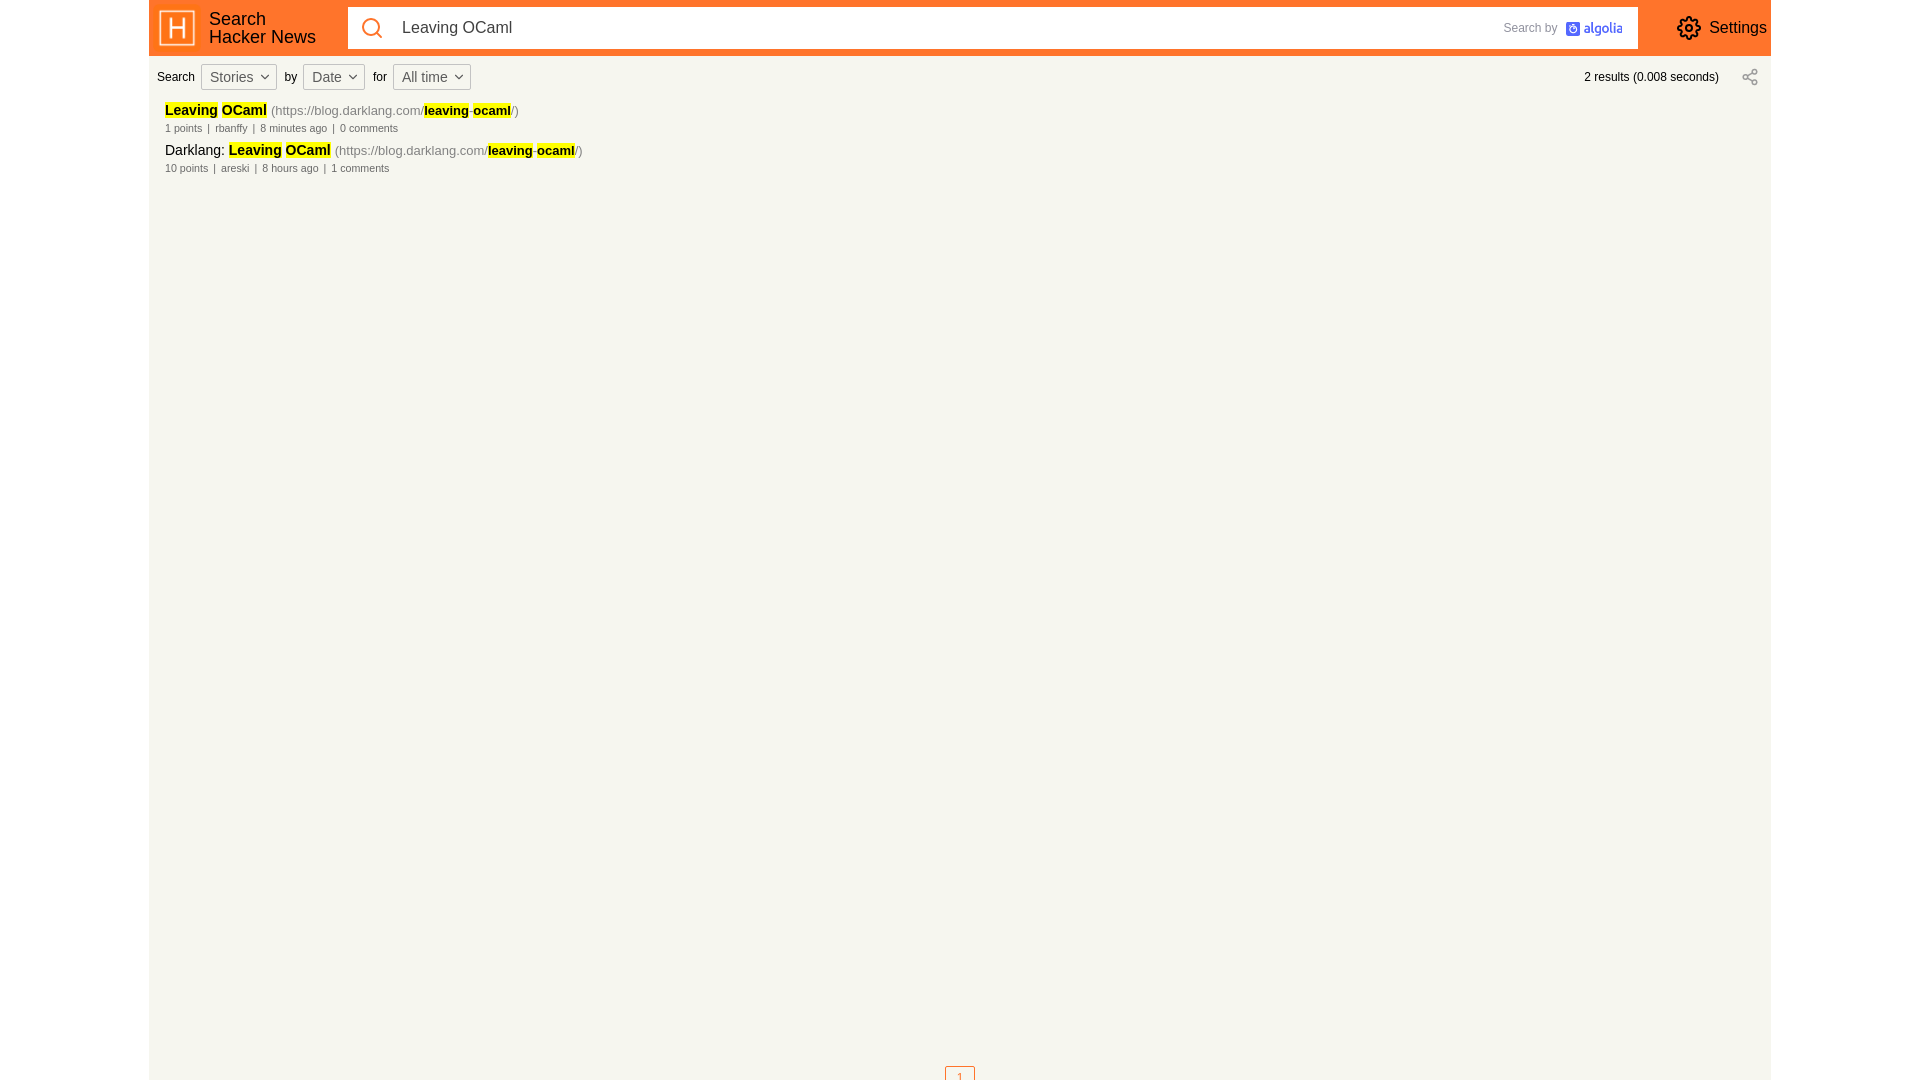 H
Search
Hacker News
Leaving OCaml
Search by algolia
Settings
Search Stories by Date for All time
2 results (0.008 seconds)
Leaving OCaml (https://blog.darklang.com/leaving-ocaml/)
1 points | rbanffy | 8 minutes ago | 0 comments
Darklang: Leaving OCaml (https://blog.darklang.com/leaving-ocaml/)
10 points | areski | 8 hours ago | 1 comments
1